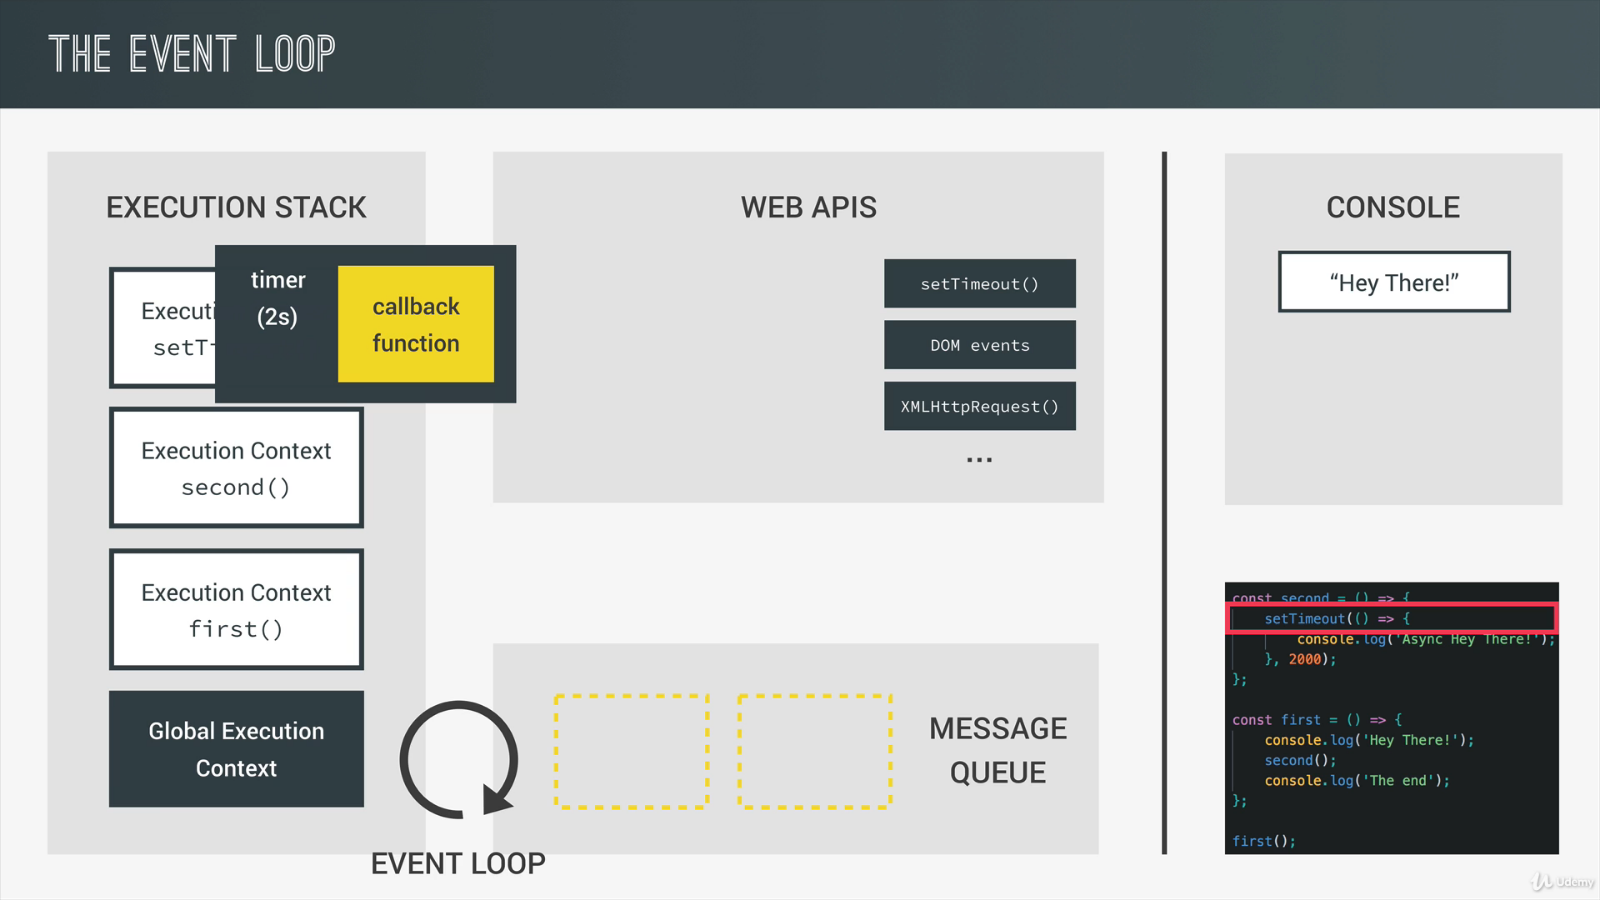 THE EVENT LOOP
EXECUTION STACK
Executi
setT
timer
(2s)
callback
function
Execution Context
second()
Execution Context
first()
Global Execution
Context
EVENT LOOP
WEB APIS
setTimeout()
DOM events
XMLHttpRequest()
...
MESSAGE
QUEUE
CONSOLE
“Hey There!”
const second = () => {
setTimeout(() => {
console.log('Async Hey There!');
}, 2000);
};
const first = () => {
console.log('Hey There!');
second();
console.log('The end');
};
first();
Udemy